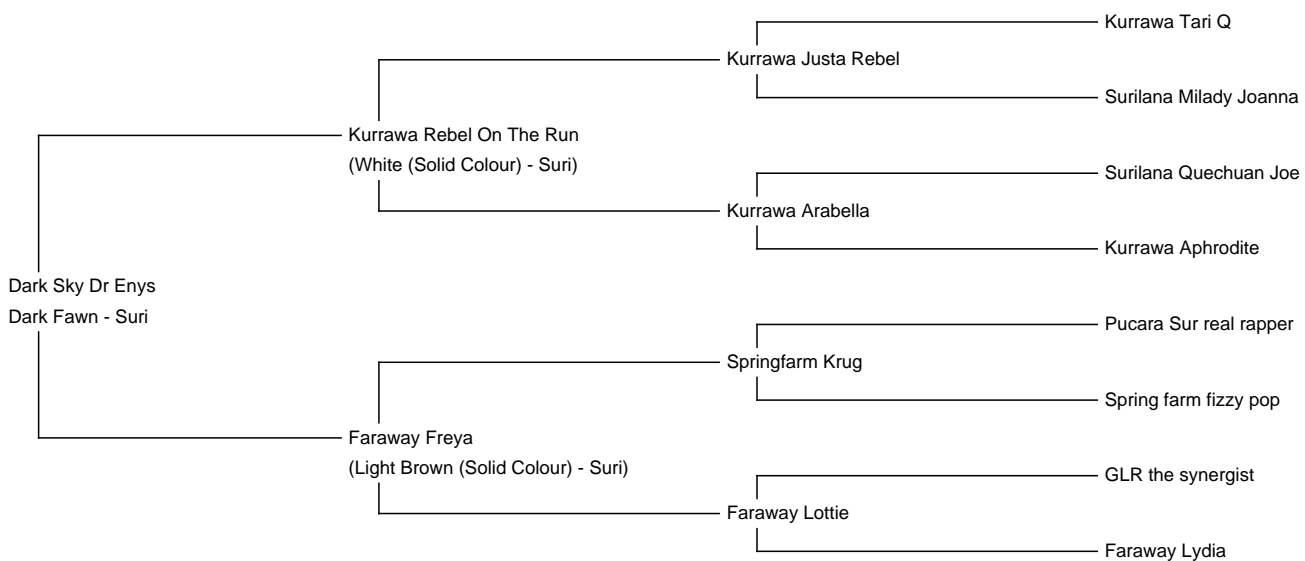 Kurrawa Tari Q
Kurrawa Justa Rebel
Surilana Milady Joanna
Kurrawa Rebel On The Run
(White (Solid Colour) - Suri)
Surilana Quechuan Joe
Kurrawa Arabella
Kurrawa Aphrodite
Dark Sky Dr Enys
Dark Fawn - Suri
Pucara Sur real rapper
Springfarm Krug
Spring farm fizzy pop
Faraway Freya
(Light Brown (Solid Colour) - Suri)
GLR the synergist
Faraway Lottie
Faraway Lydia